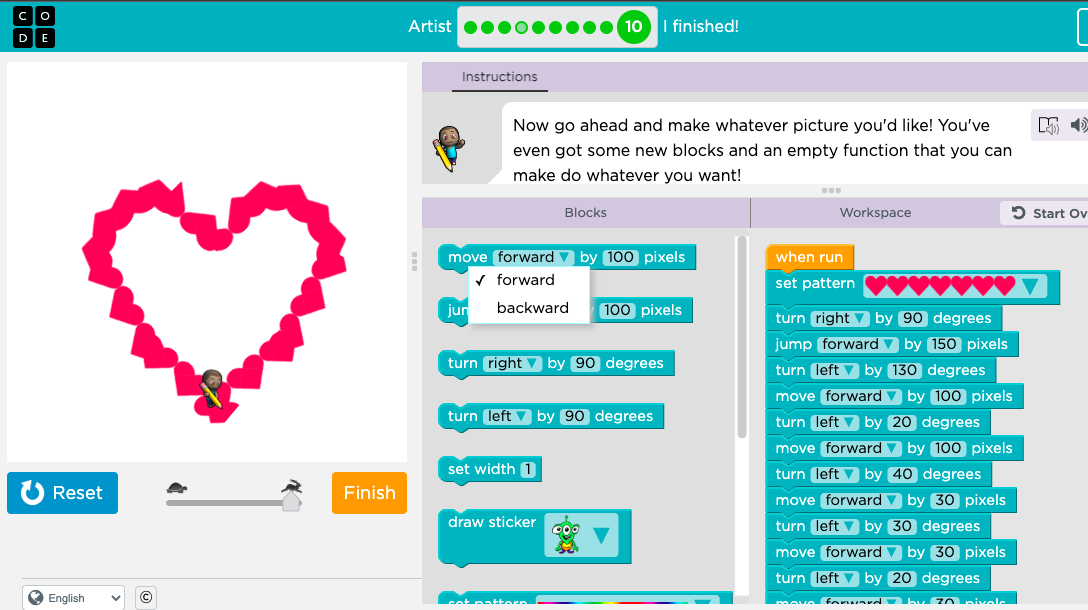 C O
D E
Artist
10
I finished!
Instructions
Now go ahead and make whatever picture you'd like! You've
even got some new blocks and an empty function that you can
make do whatever you want!
Blocks
Workspace
Start Ov
move forward by 100 pixels
forward
backward
jun 100 pixels
turn right by 90 degrees
turn left by 90 degrees
set width 1
draw sticker
set pattern
when run
set pattern
turn right by 90 degrees
jump forward by 150 pixels
turn left by 130 degrees
move forward by 100 pixels
turn left by 20 degrees
move forward by 100 pixels
turn left by 40 degrees
move forward by 30 pixels
turn left by 30 degrees
move forward by 30 pixels
turn left by 20 degrees
move forward by 30 pixels
Reset
Finish
English
©